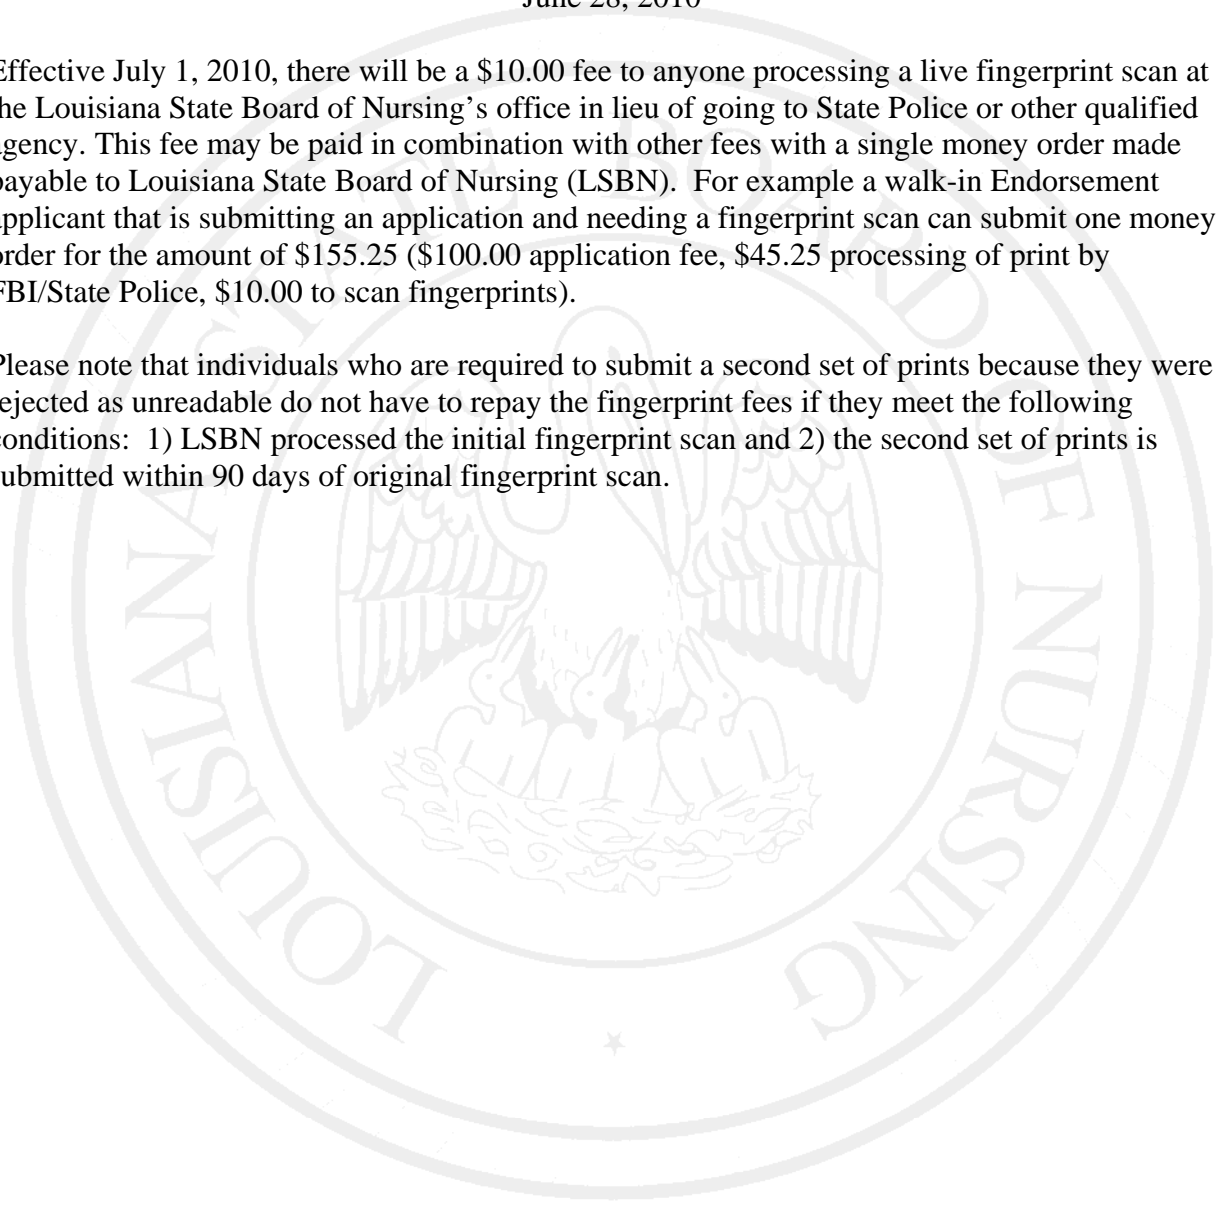 June 28, 2010
Effective July 1, 2010, there will be a $10.00 fee to anyone processing a live fingerprint scan at
the Louisiana State Board of Nursing’s office in lieu of going to State Police or other qualified
agency. This fee may be paid in combination with other fees with a single money order made
payable to Louisiana State Board of Nursing (LSBN).  For example a walk-in Endorsement
applicant that is submitting an application and needing a fingerprint scan can submit one money
order for the amount of $155.25 ($100.00 application fee, $45.25 processing of print by
FBI/State Police, $10.00 to scan fingerprints).
Please note that individuals who are required to submit a second set of prints because they were
rejected as unreadable do not have to repay the fingerprint fees if they meet the following
conditions:  1) LSBN processed the initial fingerprint scan and 2) the second set of prints is
submitted within 90 days of original fingerprint scan.
LOUISIANA STATE BOARD OF NURSING